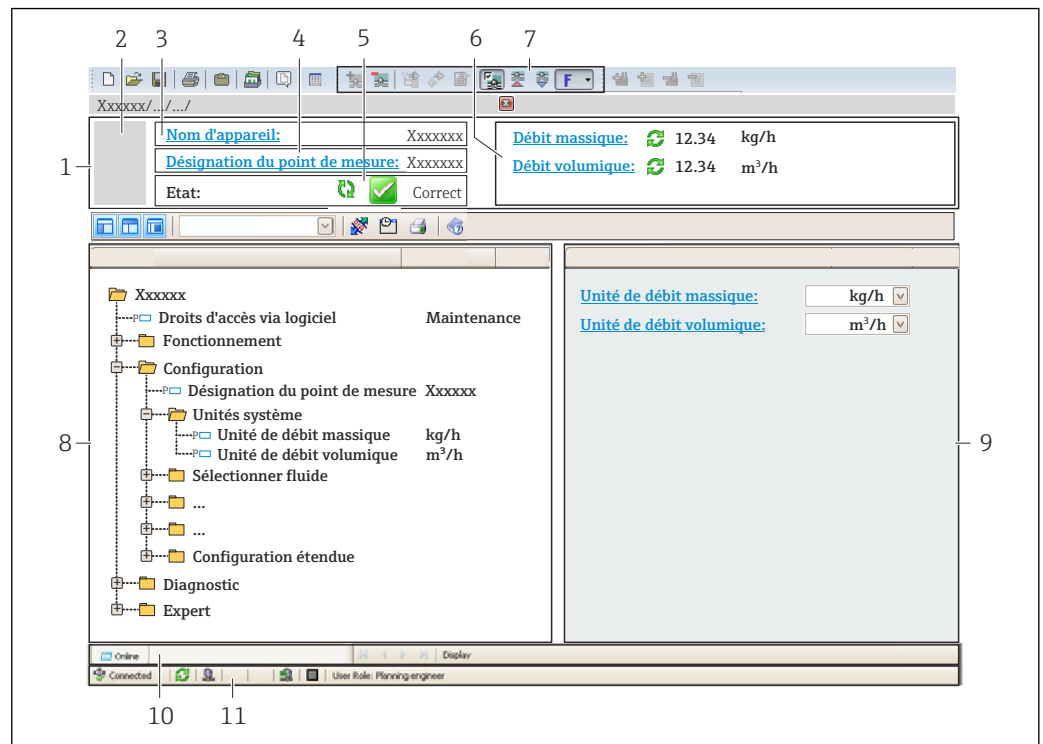 2 3 4 5 6 7
F
Xxxxxx/.../.../
1
Nom d'appareil: Xxxxxxx
Désignation du point de mesure: Xxxxxxx
Etat: Correct
Débit massique: 12.34 kg/h
Débit volumique: 12.34 m³/h
Xxxxxx
P Droits d'accès via logiciel Maintenance
Fonctionnement
Configuration
P Désignation du point de mesure Xxxxxx
Unités système
P Unité de débit massique kg/h
P Unité de débit volumique m³/h
Sélectionner fluide
...
...
Configuration étendue
Diagnostic
Expert
8
Unité de débit massique: kg/h
Unité de débit volumique: m³/h
9
Online Display
Connected User Role: Planning engineer
10 11